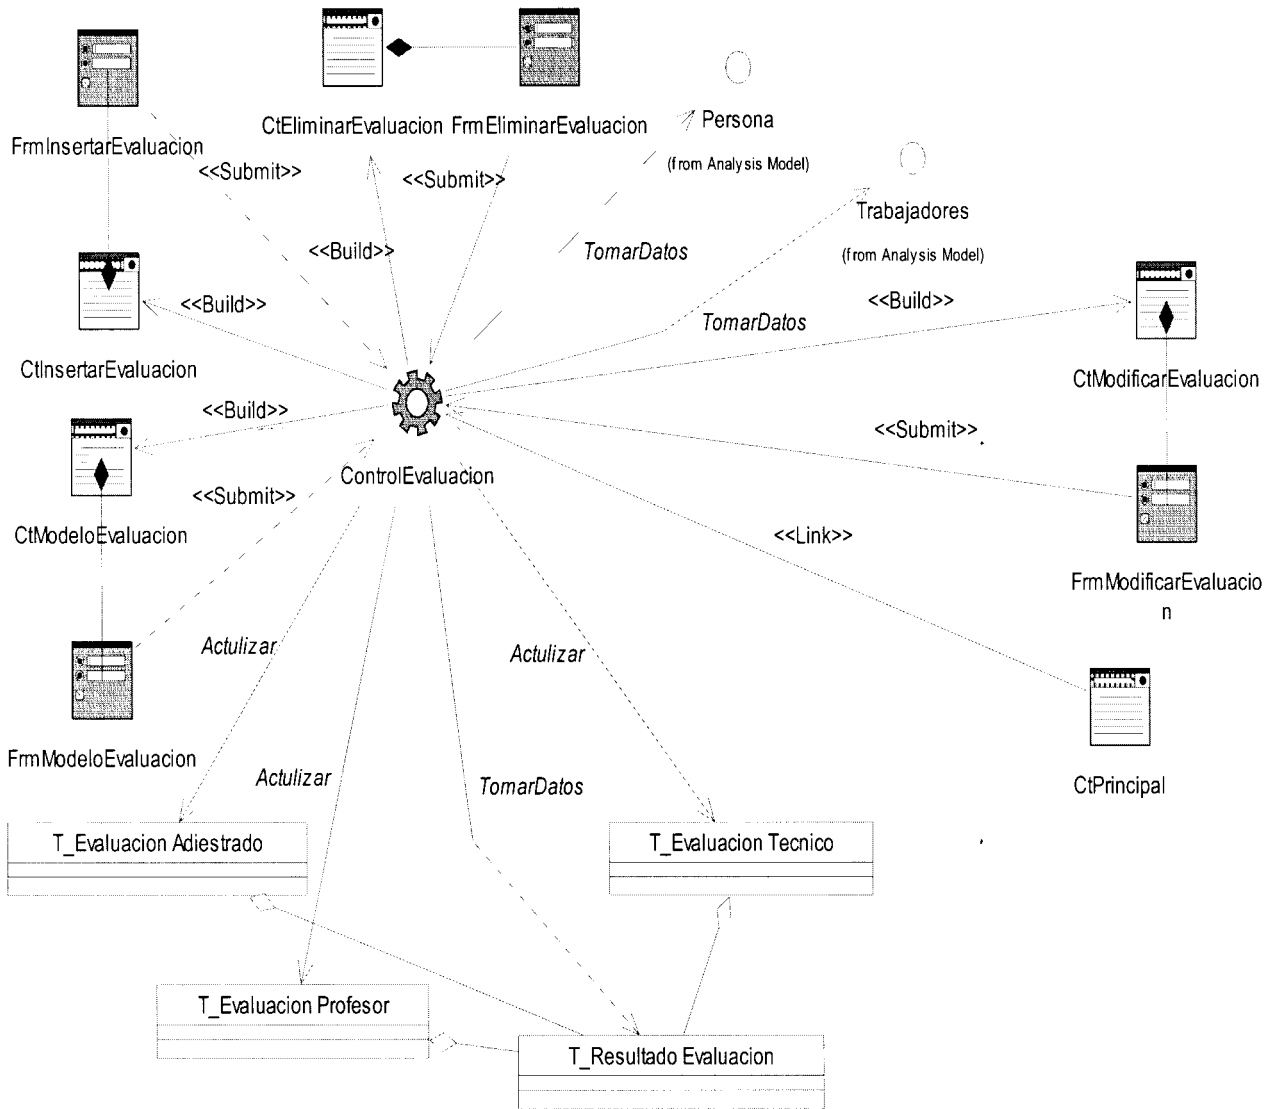 CtEliminarEvaluacion
FrmEliminarEvaluacion
Persona
(from Analysis Model)
FrmInsertarEvaluacion
<<Submit>>
<<Submit>>
Trabajadores
(from Analysis Model)
<<Build>>
TomarDatos
<<Build>>
<<Build>>
TomarDatos
CtInsertarEvaluacion
CtModificarEvaluacion
<<Build>>
<<Submit>>
ControlEvaluacion
<<Submit>>
CtModeloEvaluacion
<<Link>>
FrmModificarEvaluacio
n
Actulizar
Actulizar
FrmModeloEvaluacion
Actulizar
TomarDatos
CtPrincipal
T_Evaluacion Adiestrado
T_Evaluacion Tecnico
T_Evaluacion Profesor
T_Resultado Evaluacion